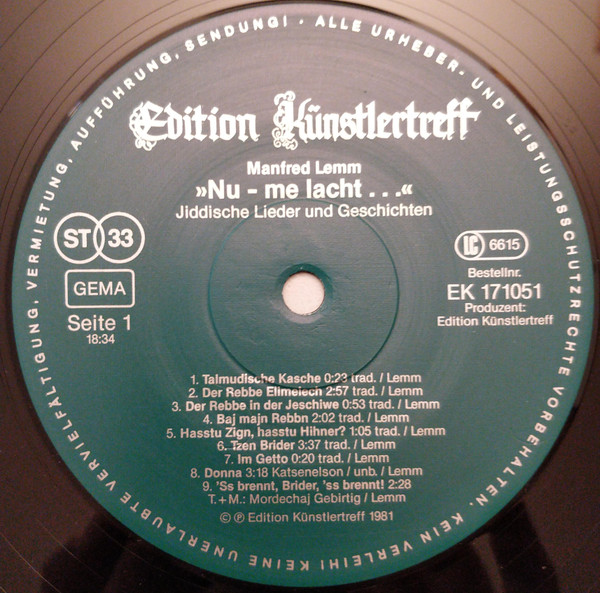 ALLE URHEBER- UND LEISTUNGSSCHUTZRECHTE VORBEHALTEN. KEIN VERLEIH! KEINE UNERLAUBTE VERVIELFÄLTIGUNG, VERMIETUNG, AUFFÜHRUNG, SENDUNG! ·
Edition Künstlertreff
Manfred Lemm
»Nu - me lacht . . .«
Jiddische Lieder und Geschichten
ST 33
GEMA
Seite 1
18:34
LC 6615
Bestellnr.
EK 171051
Produzent:
Edition Künstlertreff
1. Talmudische Kasche 0:23 trad. / Lemm
2. Der Rebbe Elimelech 2:57 trad. / Lemm
3. Der Rebbe in der Jeschiwe 0:53 trad. / Lemm
4. Baj majn Rebbn 2:02 trad. / Lemm
5. Hasstu Zign, hasstu Hihner? 1:05 trad. / Lemm
6. Tzen Brider 3:37 trad. / Lemm
7. Im Getto 0:20 trad. / Lemm
8. Donna 3:18 Katsenelson / unb. / Lemm
9. 'Ss brennt, Brider, 'ss brennt! 2:28
T. + M.: Mordechaj Gebirtig / Lemm
© ℗ Edition Künstlertreff 1981